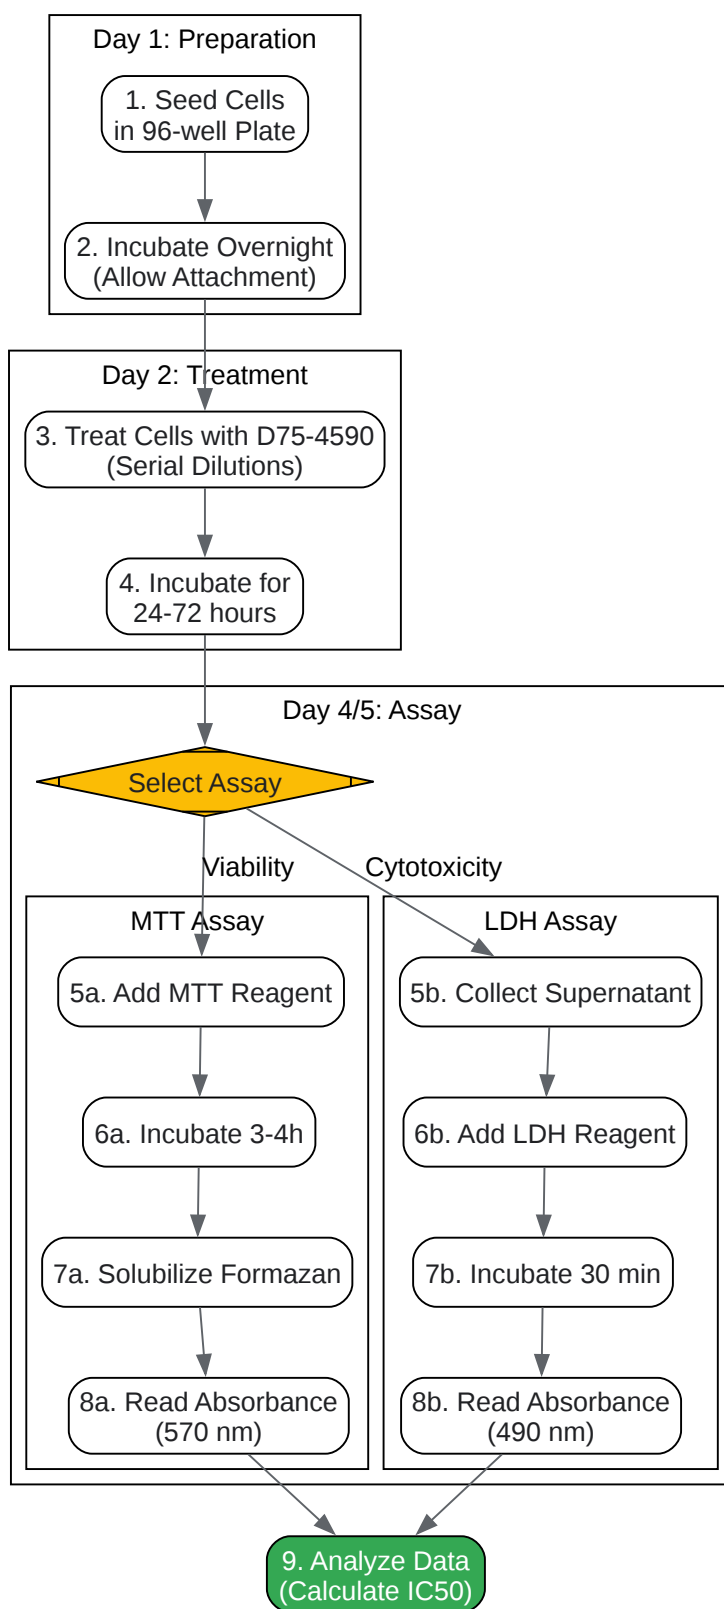 Day 1: Preparation
1. Seed Cells
in 96-well Plate
2. Incubate Overnight
(Allow Attachment)
Day 2: Treatment
3. Treat Cells with D75-4590
(Serial Dilutions)
4. Incubate for
24-72 hours
Day 4/5: Assay
Select Assay
Viability
Cytotoxicity
MTT Assay
5a. Add MTT Reagent
6a. Incubate 3-4h
7a. Solubilize Formazan
8a. Read Absorbance
(570 nm)
LDH Assay
5b. Collect Supernatant
6b. Add LDH Reagent
7b. Incubate 30 min
8b. Read Absorbance
(490 nm)
9. Analyze Data
(Calculate IC50)